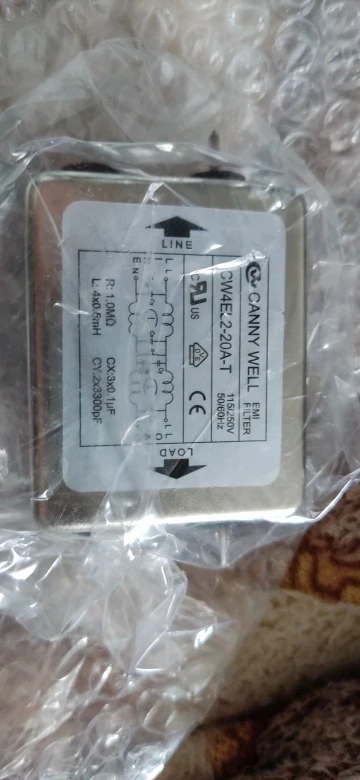 LINE
CANNY WELL
EMI
FILTER
CW4EL2-20A-T
115/250V
50/60Hz
US
CE
R: 1.0MΩ
CX:3x0.1μF
L: 4x0.5mH
CY:2x3300pF
LOAD